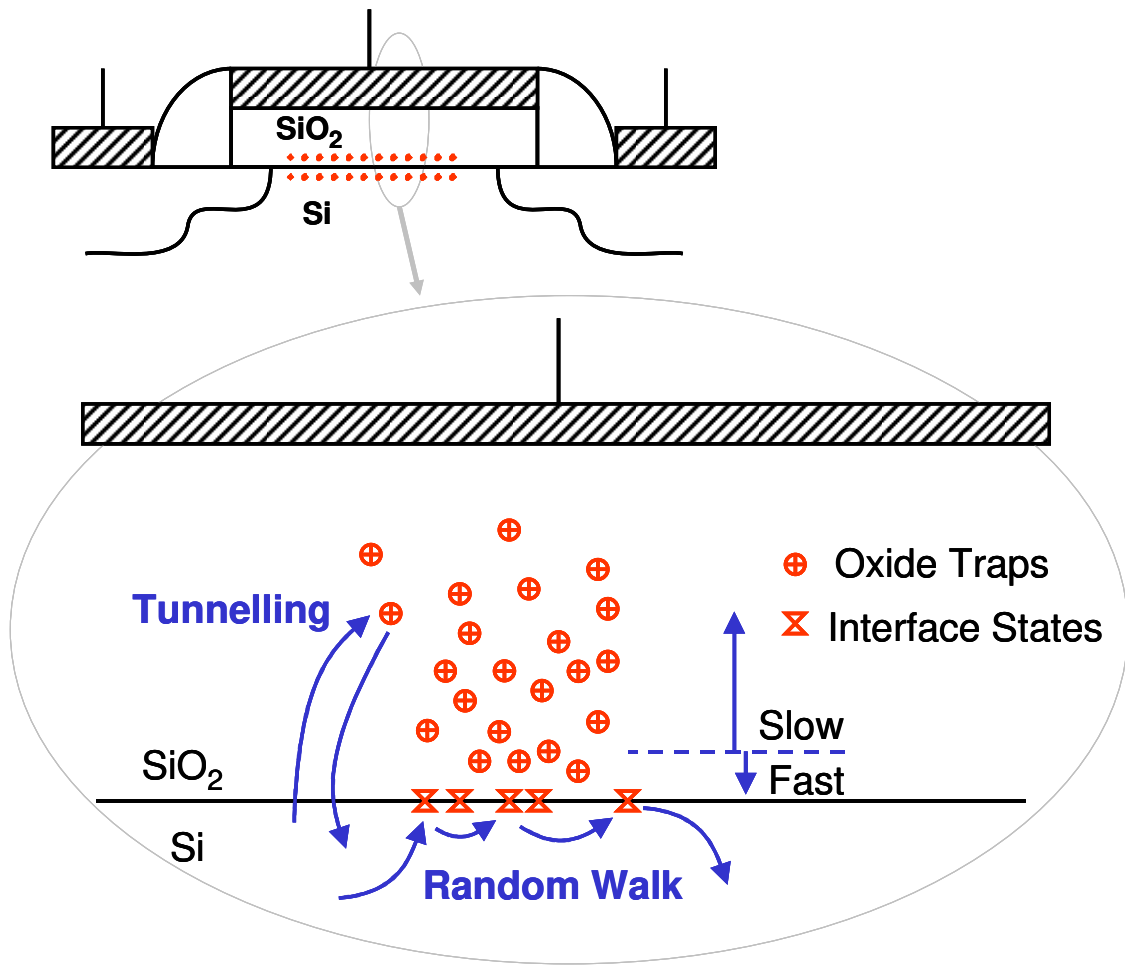 SiO₂
Si
Tunnelling
Oxide Traps
Interface States
Slow
SiO₂
Fast
Si
Random Walk